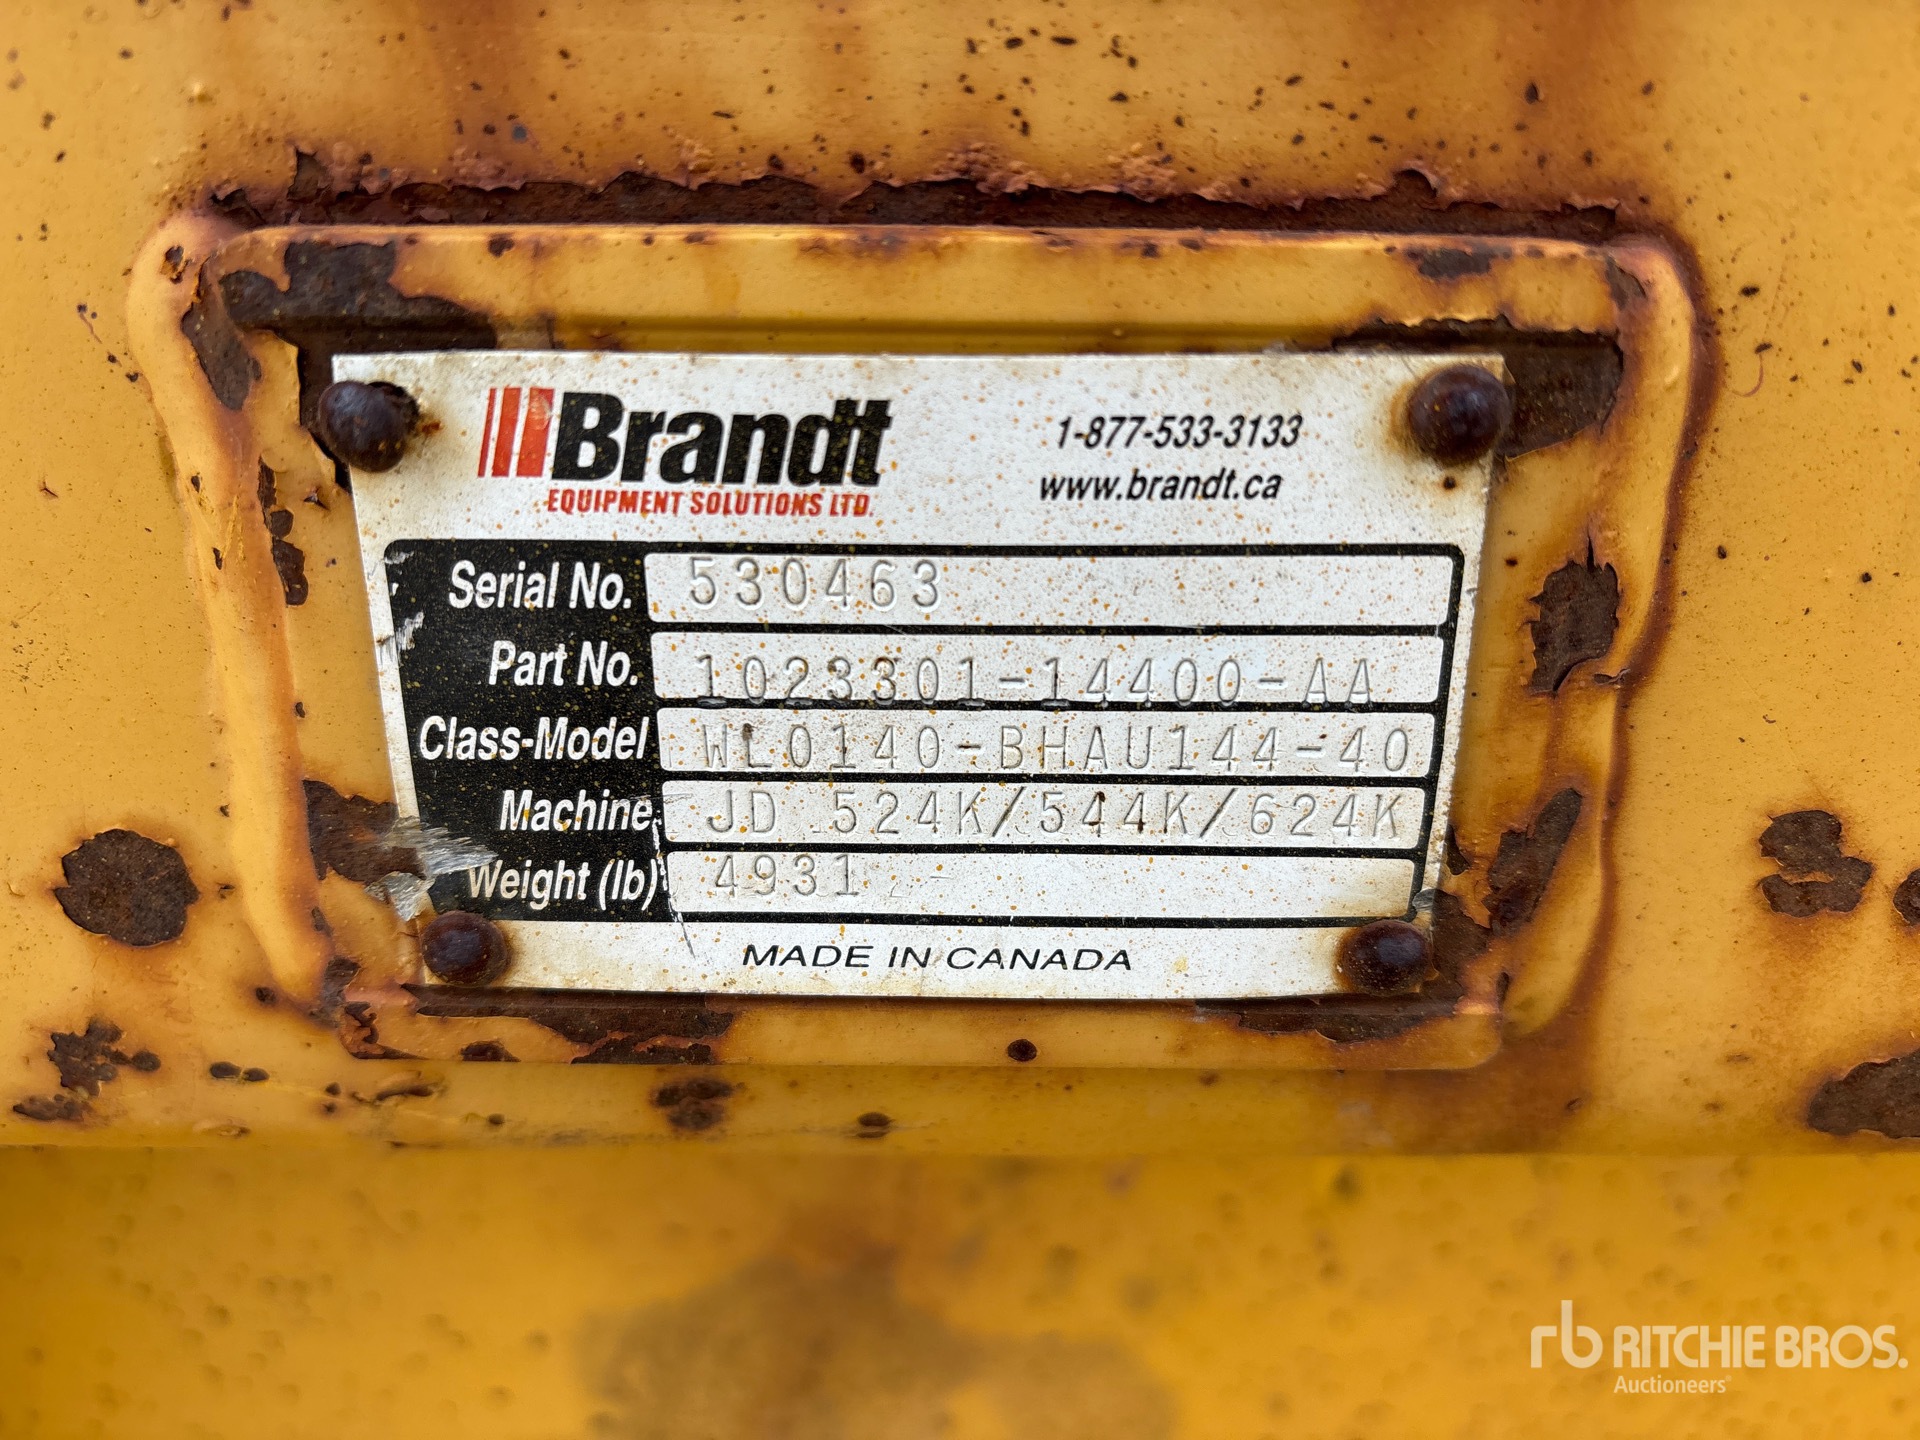 Brandt
EQUIPMENT SOLUTIONS LTD.
1-877-533-3133
www.brandt.ca
Serial No. 530463
Part No. 1023301-14400-AA
Class-Model WL0140-BHAU144-40
Machine JD 524K/544K/624K
Weight (lb) 4931
MADE IN CANADA
rb RITCHIE BROS.
Auctioneers